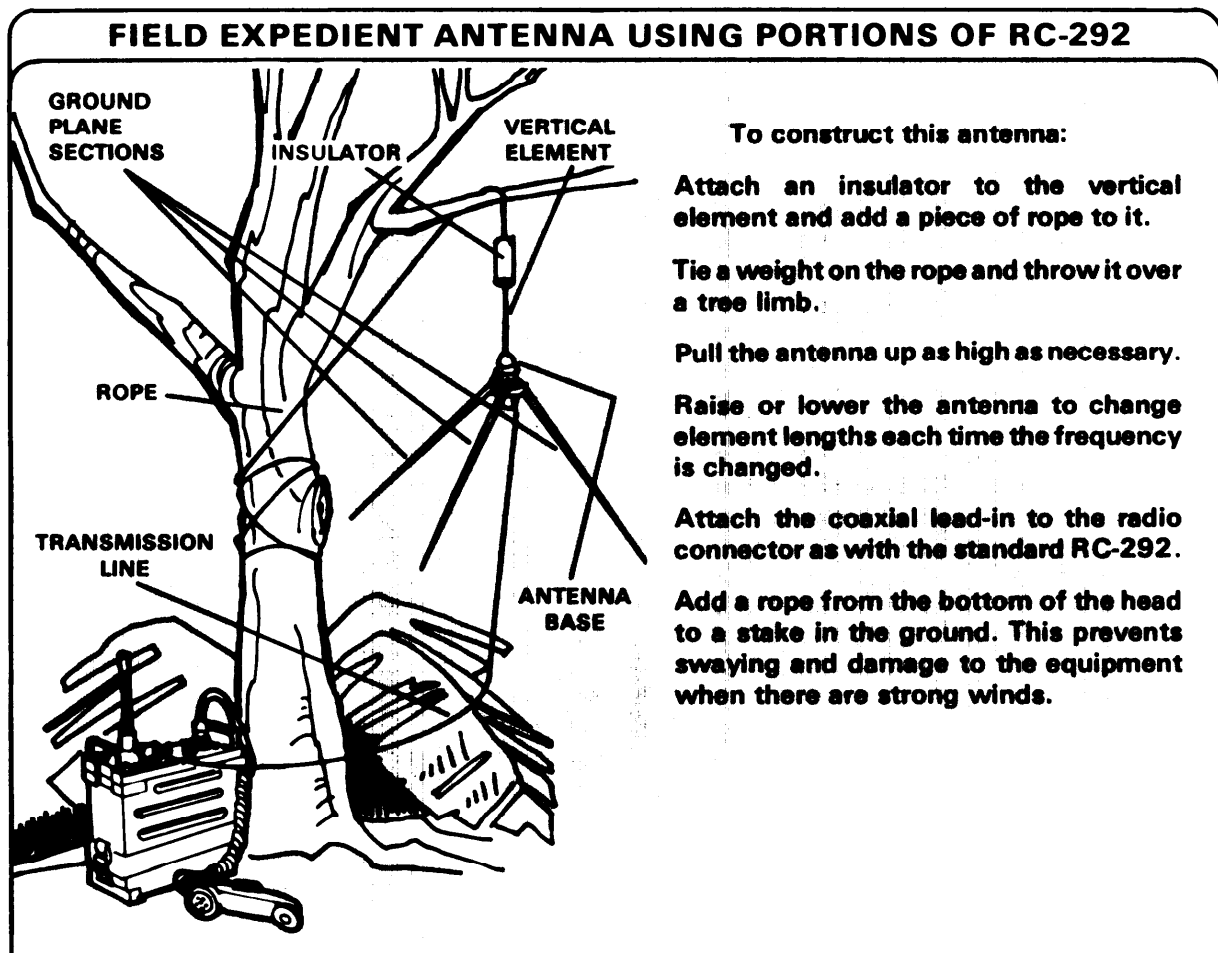 FIELD EXPEDIENT ANTENNA USING PORTIONS OF RC-292
GROUND
PLANE
SECTIONS
INSULATOR
VERTICAL
ELEMENT
ROPE
TRANSMISSION
LINE
ANTENNA
BASE
To construct this antenna:
Attach an insulator to the vertical
element and add a piece of rope to it.
Tie a weight on the rope and throw it over
a tree limb.
Pull the antenna up as high as necessary.
Raise or lower the antenna to change
element lengths each time the frequency
is changed.
Attach the coaxial lead-in to the radio
connector as with the standard RC-292.
Add a rope from the bottom of the head
to a stake in the ground. This prevents
swaying and damage to the equipment
when there are strong winds.